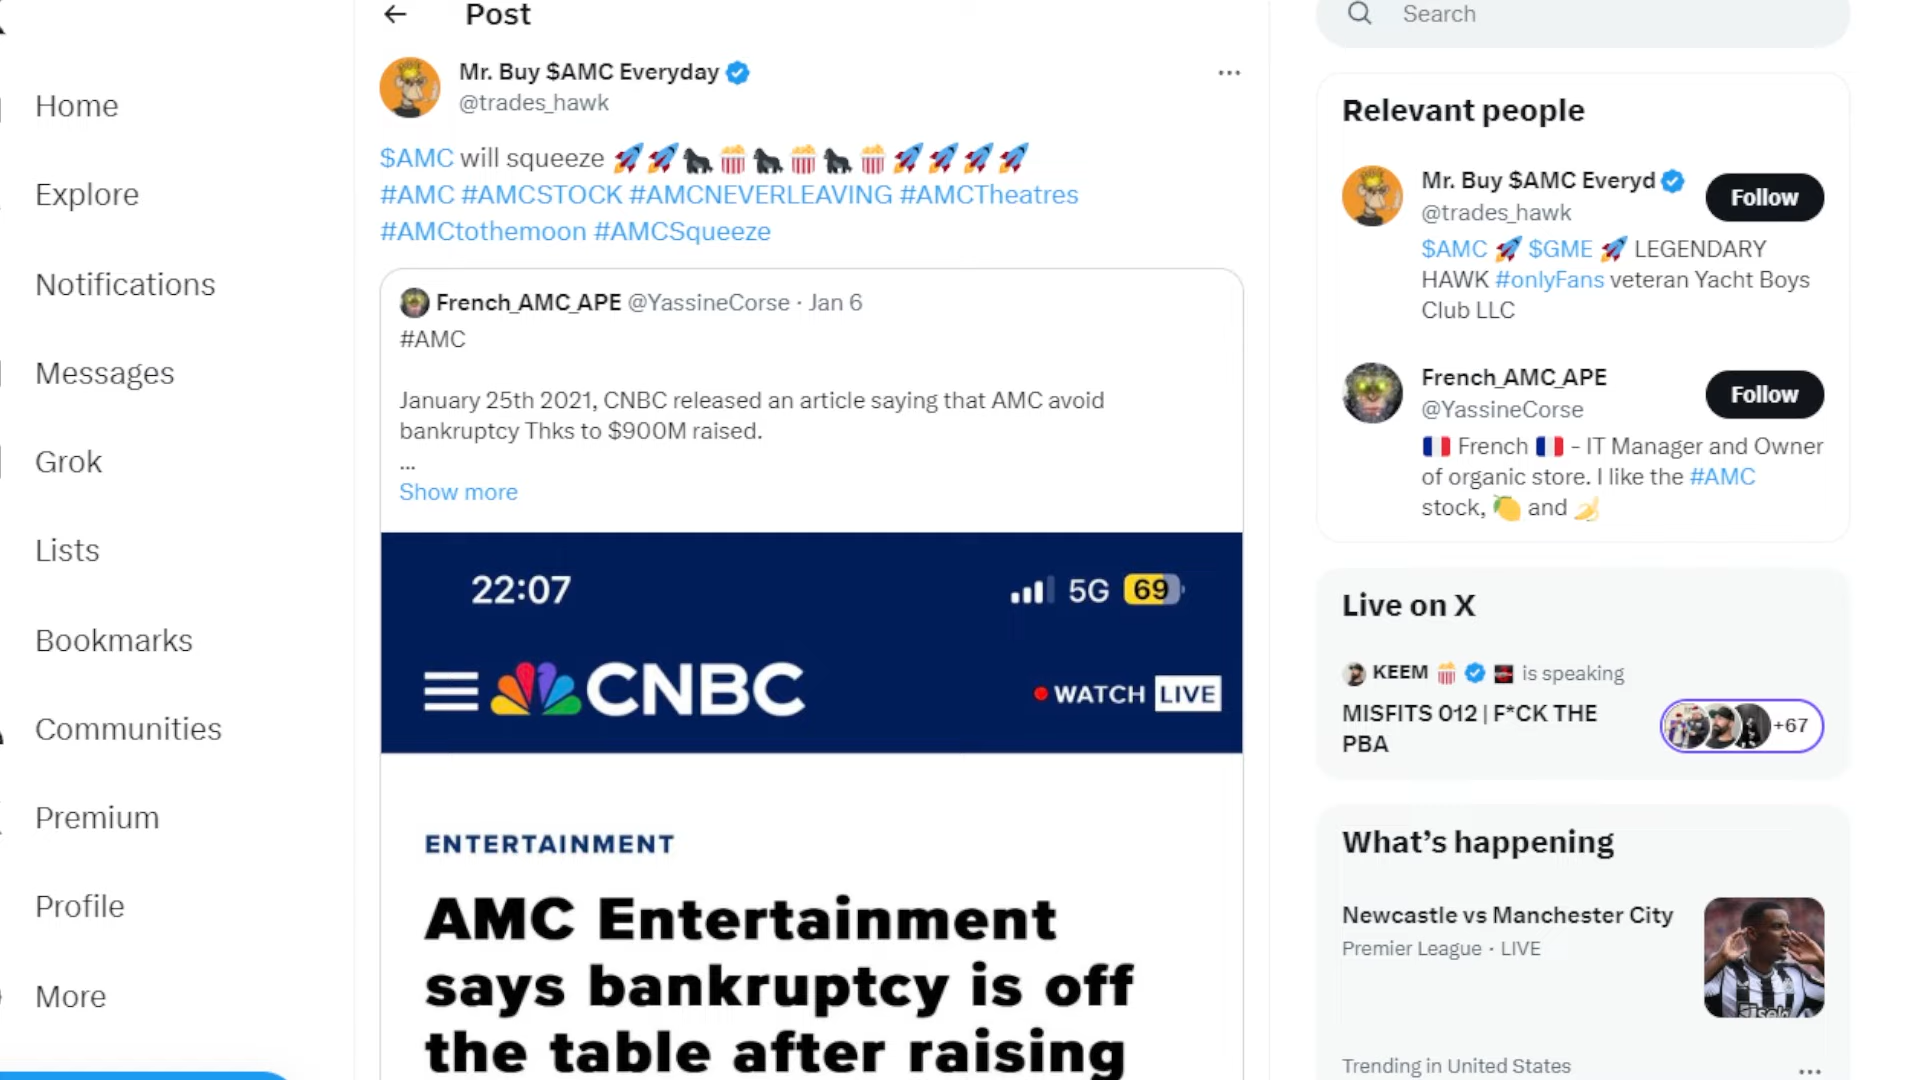 Home
Explore
Notifications
Messages
Grok
Lists
Bookmarks
Communities
Premium
Profile
More
Post
Mr. Buy $AMC Everyday
@trades_hawk
$AMC will squeeze 🚀🚀🦍🍿🦍🍿🦍🍿🚀🚀🚀🚀
#AMC #AMCSTOCK #AMCNEVERLEAVING #AMCTheatres
#AMCtothemoon #AMCSqueeze
French_AMC_APE @YassineCorse · Jan 6
#AMC
January 25th 2021, CNBC released an article saying that AMC avoid
bankruptcy Thks to $900M raised.
...
Show more
22:07 5G 69
CNBC WATCH LIVE
ENTERTAINMENT
AMC Entertainment
says bankruptcy is off
the table after raising
Search
Relevant people
Mr. Buy $AMC Everyd
@trades_hawk
Follow
$AMC 🚀 $GME 🚀 LEGENDARY
HAWK #onlyFans veteran Yacht Boys
Club LLC
French_AMC_APE
@YassineCorse
Follow
🇫🇷 French 🇫🇷 - IT Manager and Owner
of organic store. I like the #AMC
stock, 🍋 and 🍌
Live on X
KEEM 🍿 is speaking
MISFITS 012 | F*CK THE
PBA
+67
What's happening
Newcastle vs Manchester City
Premier League · LIVE
Trending in United States